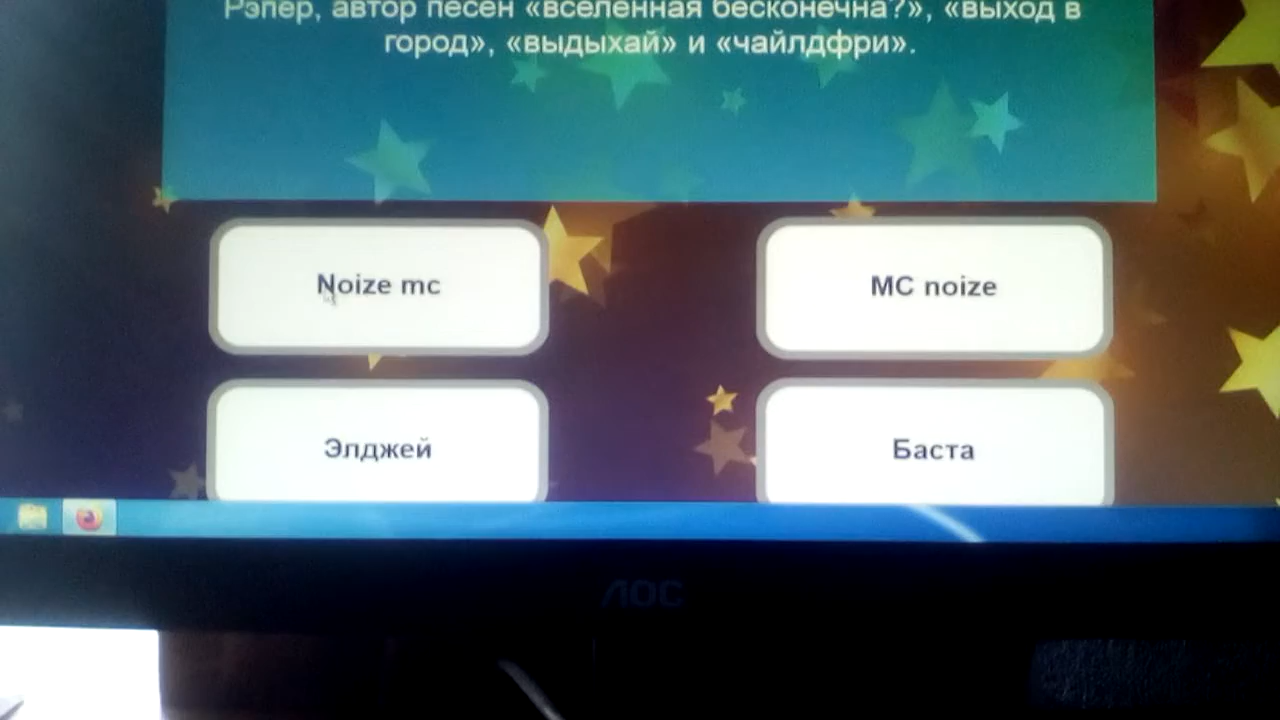 Рэпер, автор песен «вселенная бесконечна?», «выход в
город», «выдыхай» и «чайлдфри».
Noize mc
MC noize
Элджей
Баста
AOC